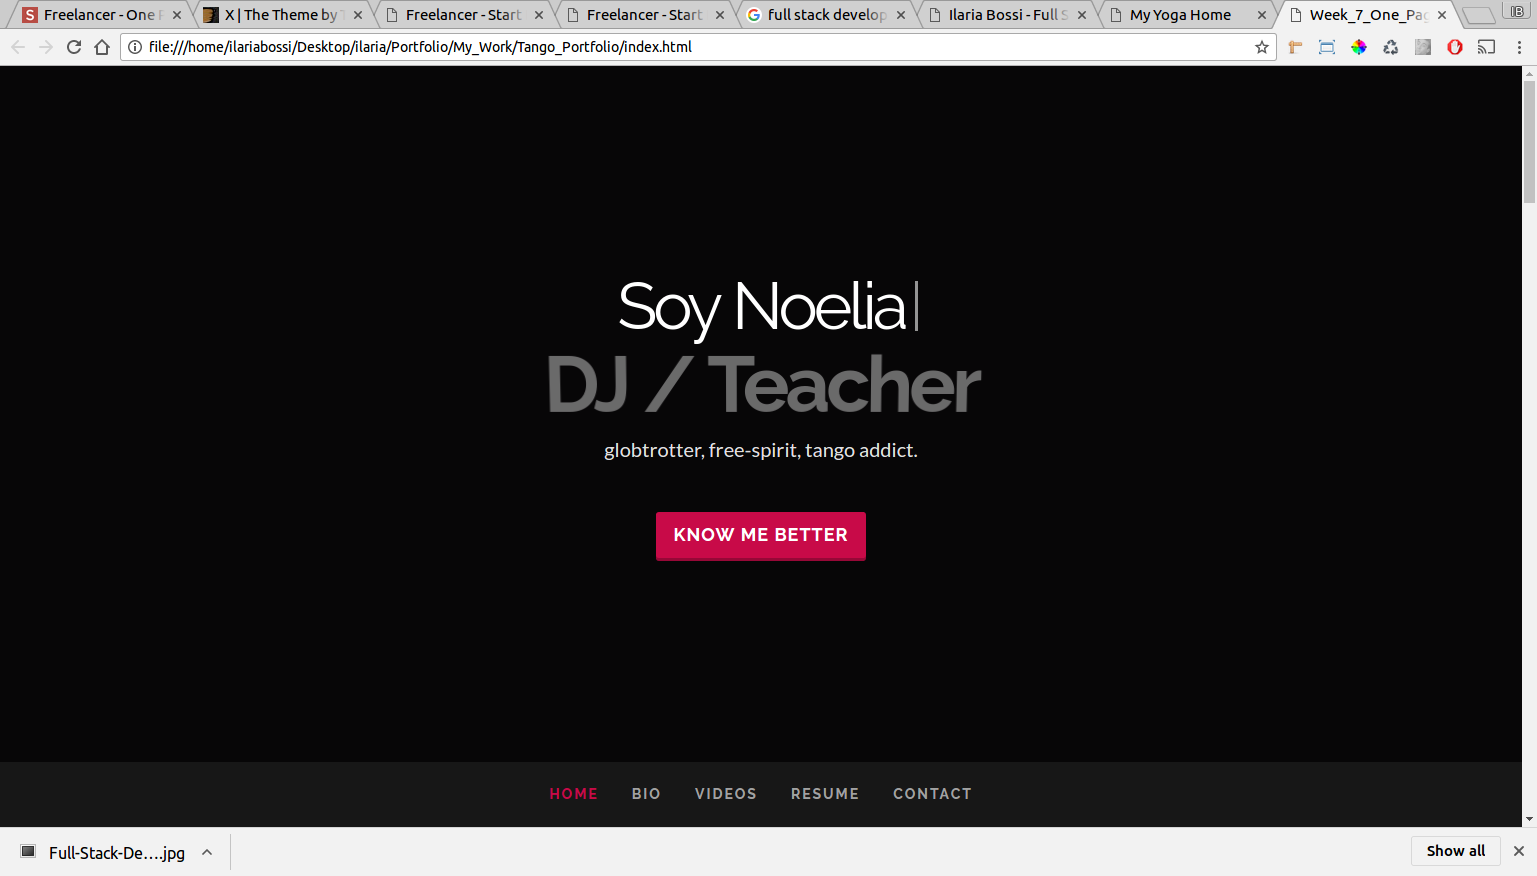 Freelancer - One P
X | The Theme by T
Freelancer - Start
Freelancer - Start
full stack develop
Ilaria Bossi - Full S
My Yoga Home
Week_7_One_Pag
IB
file:///home/ilariabossi/Desktop/ilaria/Portfolio/My_Work/Tango_Portfolio/index.html
Soy Noelia|
DJ / Teacher
globtrotter, free-spirit, tango addict.
KNOW ME BETTER
HOME BIO VIDEOS RESUME CONTACT
Full-Stack-De....jpg
Show all